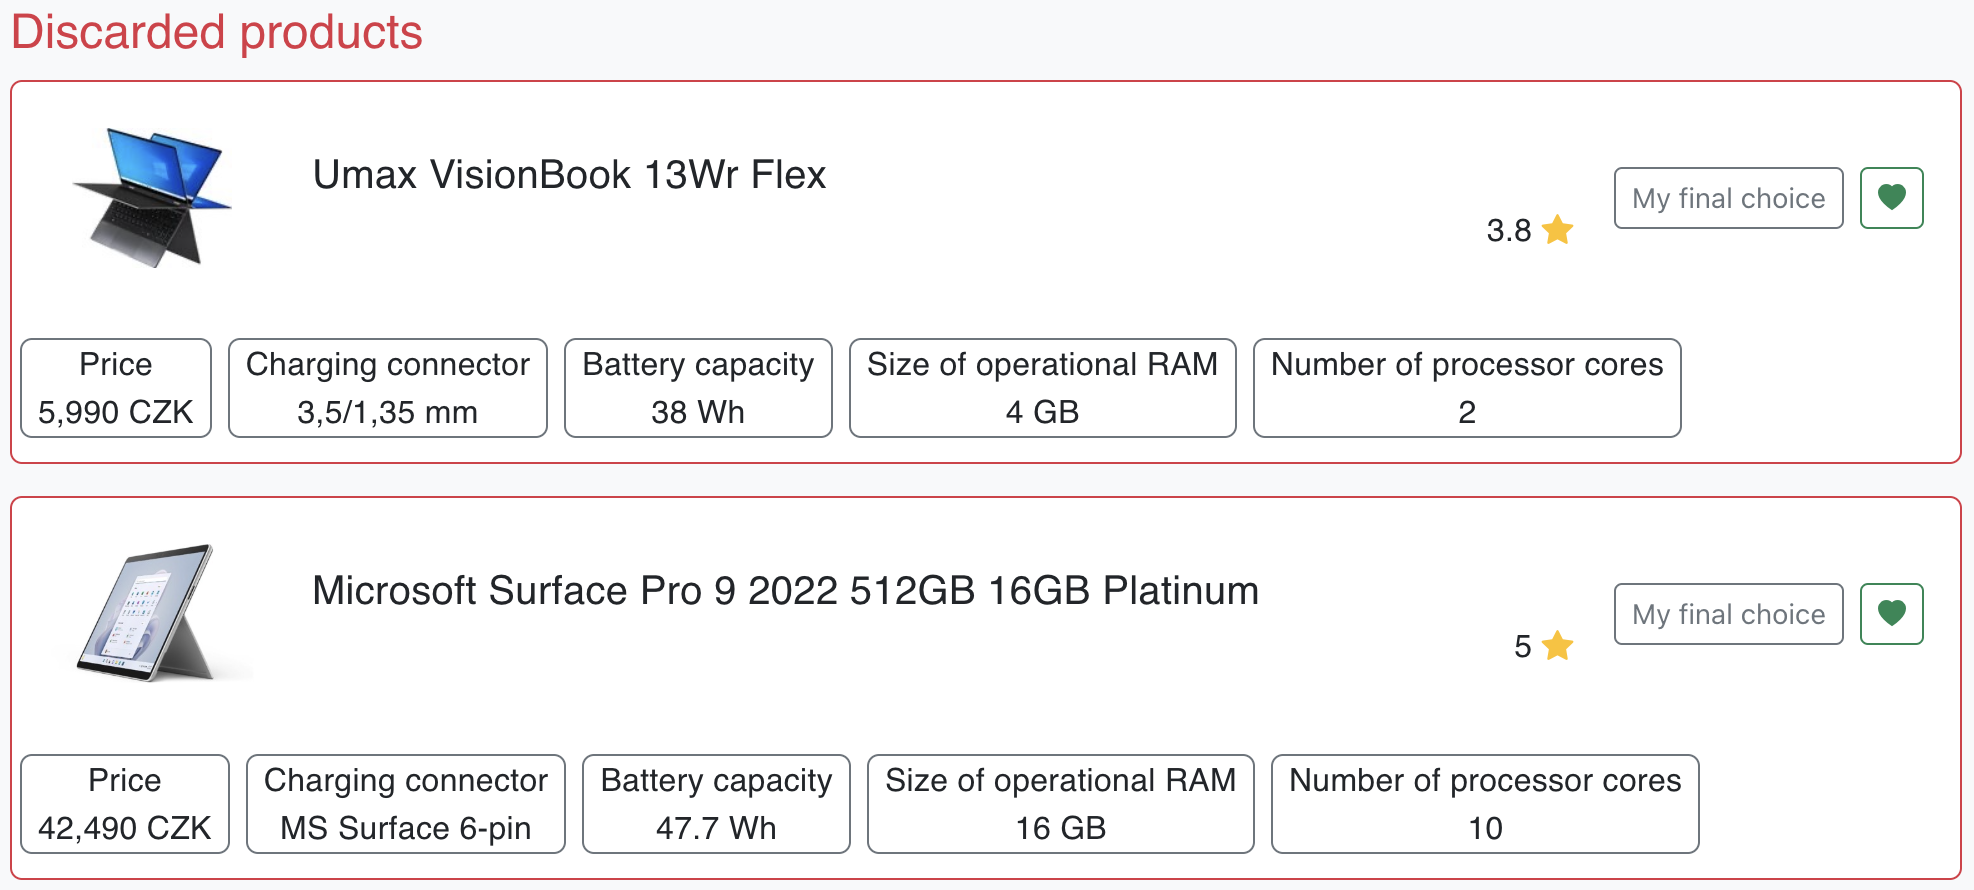 Discarded products
Umax VisionBook 13Wr Flex
3.8
My final choice
Price
5,990 CZK
Charging connector
3,5/1,35 mm
Battery capacity
38 Wh
Size of operational RAM
4 GB
Number of processor cores
2
Microsoft Surface Pro 9 2022 512GB 16GB Platinum
5
My final choice
Price
42,490 CZK
Charging connector
MS Surface 6-pin
Battery capacity
47.7 Wh
Size of operational RAM
16 GB
Number of processor cores
10